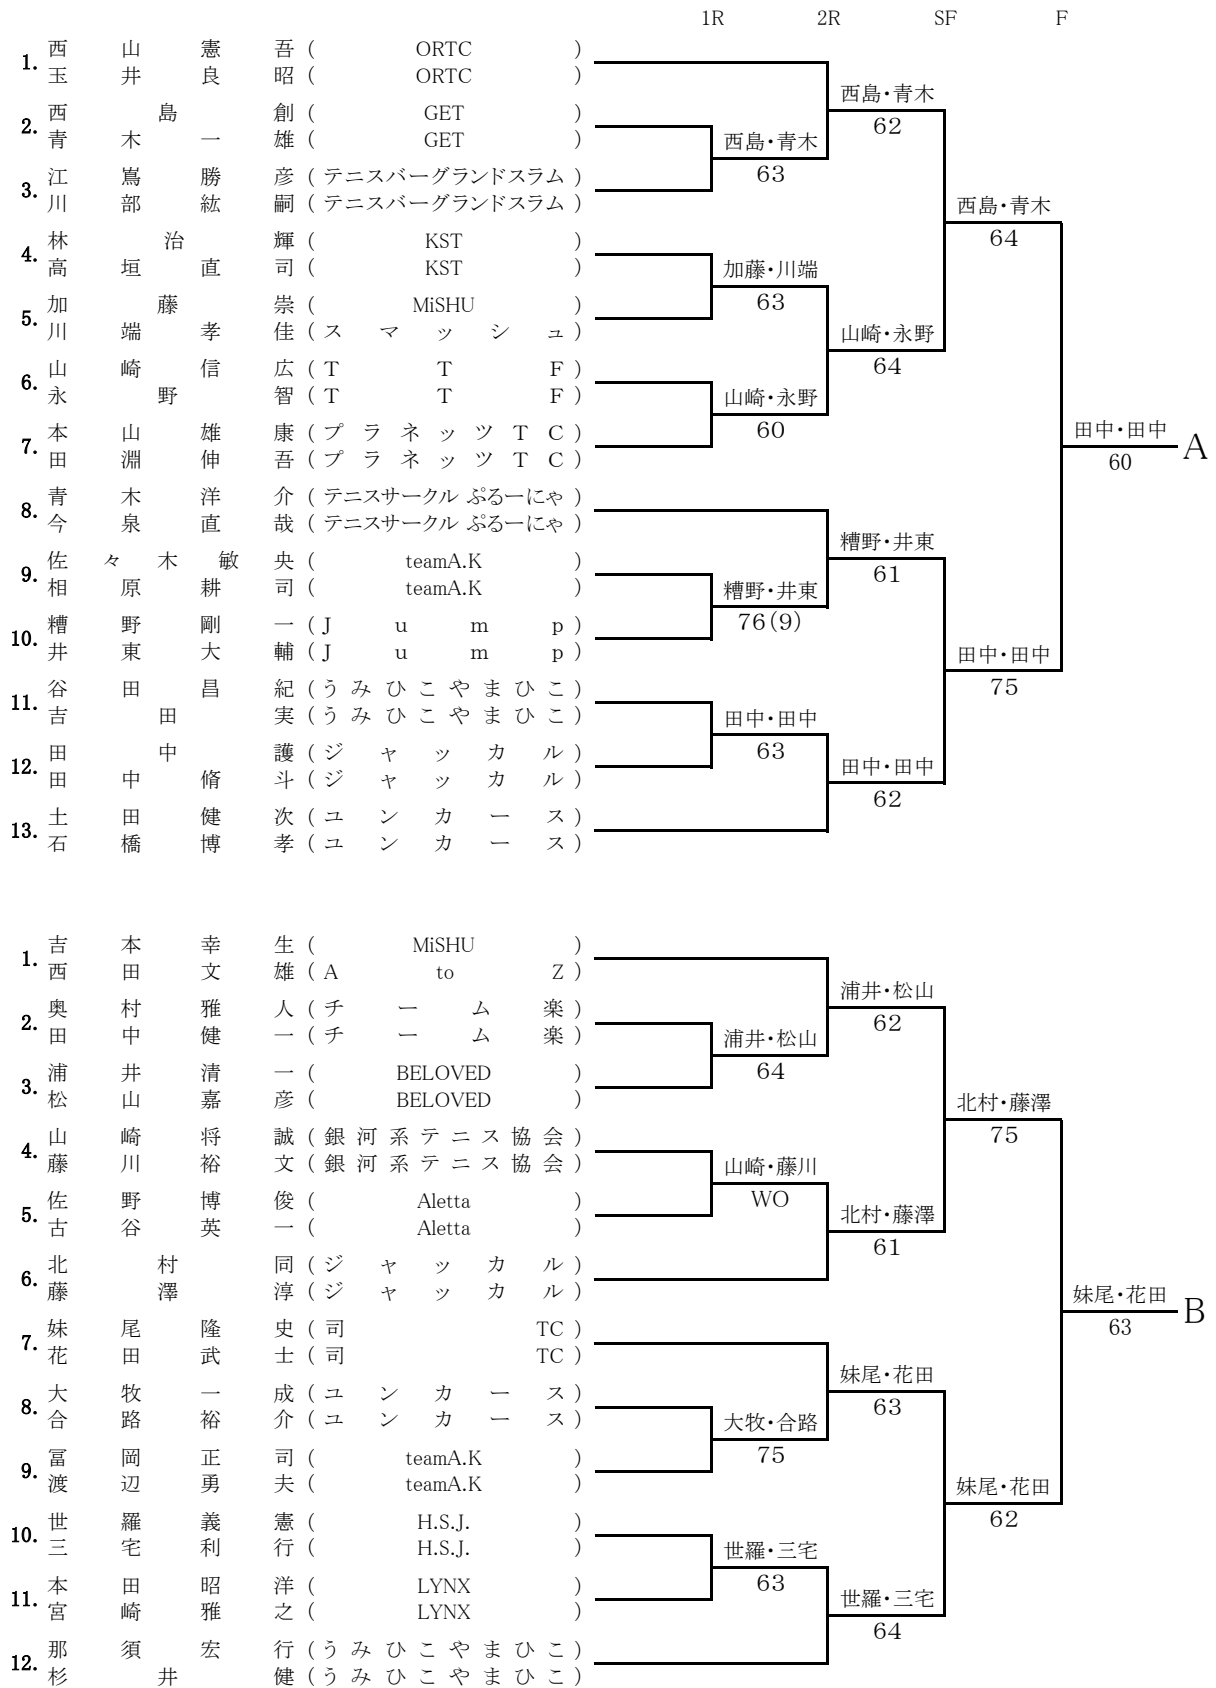 1R 2R SF F
1. 西山憲吾 ( ORTC )
玉井良昭 ( ORTC )
西島・青木
62
2. 西島創 ( GET )
青木一雄 ( GET )
西島・青木
63
3. 江嶌勝彦 ( テニスバーグランドスラム )
川部紘嗣 ( テニスバーグランドスラム )
西島・青木
64
4. 林治輝 ( KST )
高垣直司 ( KST )
加藤・川端
63
5. 加藤崇 ( MiSHU )
川端孝佳 ( スマッシュ )
山崎・永野
64
6. 山崎信広 ( TTF )
永野智 ( TTF )
山崎・永野
60
7. 本山雄康 ( プラネッツTC )
田淵伸吾 ( プラネッツTC )
田中・田中
60
A
8. 青木洋介 ( テニスサークル ぷるーにゃ )
今泉直哉 ( テニスサークル ぷるーにゃ )
糟野・井東
61
9. 佐々木敏央 ( teamA.K )
相原耕司 ( teamA.K )
糟野・井東
76(9)
10. 糟野剛一 ( Jump )
井東大輔 ( Jump )
田中・田中
75
11. 谷田昌紀 ( うみひこやまひこ )
吉田実 ( うみひこやまひこ )
田中・田中
63
12. 田中護 ( ジャッカル )
田中脩斗 ( ジャッカル )
田中・田中
62
13. 土田健次 ( ユンカース )
石橋博孝 ( ユンカース )
1. 吉本幸生 ( MiSHU )
西田文雄 ( A to Z )
浦井・松山
62
2. 奥村雅人 ( チーム楽 )
田中健一 ( チーム楽 )
浦井・松山
64
3. 浦井清一 ( BELOVED )
松山嘉彦 ( BELOVED )
北村・藤澤
75
4. 山崎将誠 ( 銀河系テニス協会 )
藤川裕文 ( 銀河系テニス協会 )
山崎・藤川
WO
5. 佐野博俊 ( Aletta )
古谷英一 ( Aletta )
北村・藤澤
61
6. 北村同 ( ジャッカル )
藤澤淳 ( ジャッカル )
妹尾・花田
63
B
7. 妹尾隆史 ( 司TC )
花田武士 ( 司TC )
妹尾・花田
63
8. 大牧一成 ( ユンカース )
合路裕介 ( ユンカース )
大牧・合路
75
9. 冨岡正司 ( teamA.K )
渡辺勇夫 ( teamA.K )
妹尾・花田
62
10. 世羅義憲 ( H.S.J. )
三宅利行 ( H.S.J. )
世羅・三宅
63
11. 本田昭洋 ( LYNX )
宮崎雅之 ( LYNX )
世羅・三宅
64
12. 那須宏行 ( うみひこやまひこ )
杉井健 ( うみひこやまひこ )